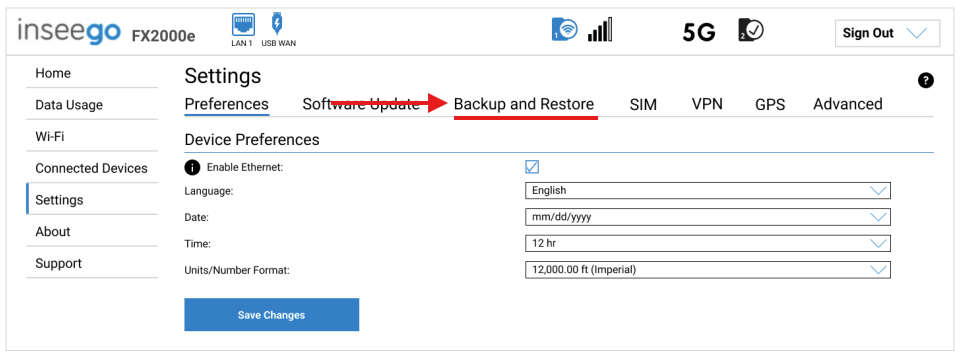 inseego FX2000e
LAN 1 USB WAN
1
5G
2
Sign Out
Home
Data Usage
Wi-Fi
Connected Devices
Settings
About
Support
Settings
?
Preferences Software Update Backup and Restore SIM VPN GPS Advanced
Device Preferences
i Enable Ethernet:
Language: English
Date: mm/dd/yyyy
Time: 12 hr
Units/Number Format: 12,000.00 ft (Imperial)
Save Changes